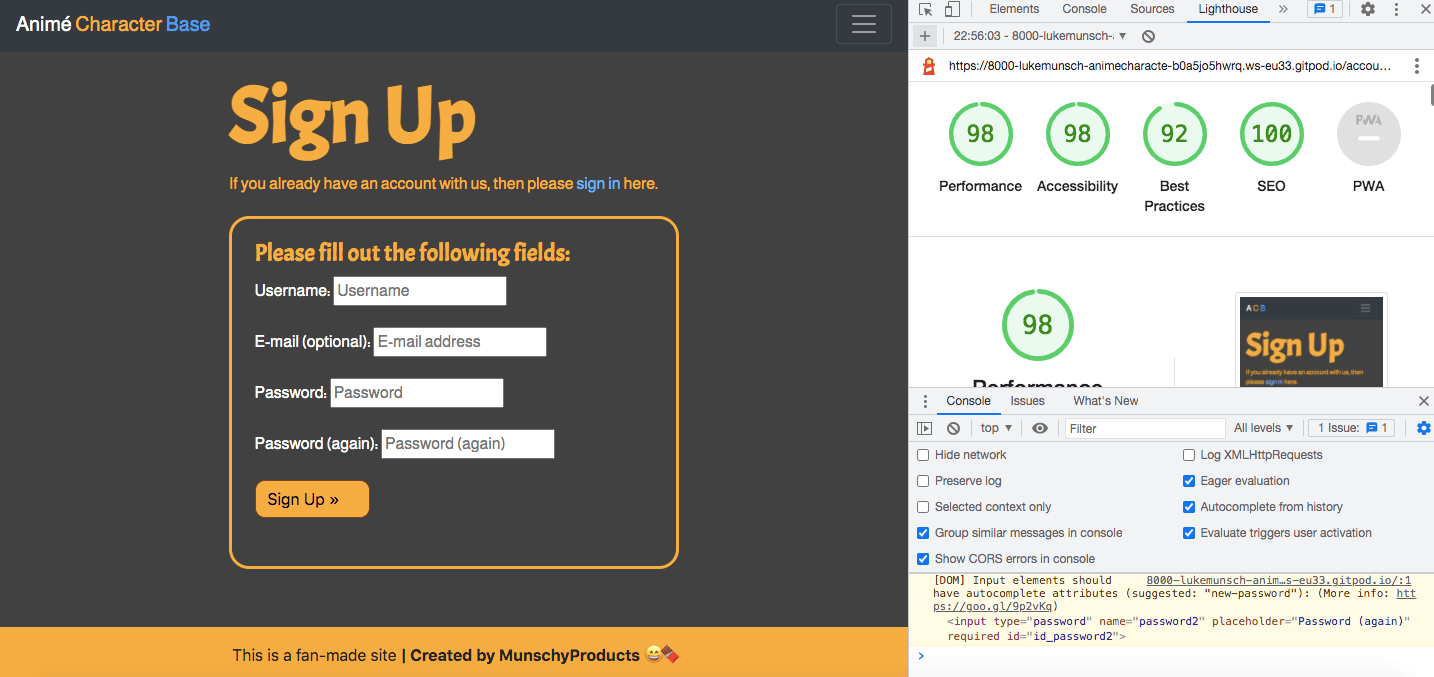 Animé Character Base
Sign Up
If you already have an account with us, then please sign in here.
Please fill out the following fields:
Username: Username
E-mail (optional): E-mail address
Password: Password
Password (again): Password (again)
Sign Up »
This is a fan-made site | Created by MunschyProducts 😄🍫
Elements Console Sources Lighthouse » 1
22:56:03 - 8000-lukemunsch-
https://8000-lukemunsch-animecharacte-b0a5jo5hwrq.ws-eu33.gitpod.io/accou...
98 98 92 100 PWA
Performance Accessibility Best Practices SEO PWA
98
Performance
A C B
Sign Up
If you already have an account with us, then
please sign in here
Console Issues What's New
top Filter All levels 1 Issue: 1
Hide network Log XMLHttpRequests
Preserve log Eager evaluation
Selected context only Autocomplete from history
Group similar messages in console Evaluate triggers user activation
Show CORS errors in console
[DOM] Input elements should 8000-lukemunsch-anim…s-eu33.gitpod.io/:1
have autocomplete attributes (suggested: "new-password"): (More info: htt
ps://goo.gl/9p2vKq)
<input type="password" name="password2" placeholder="Password (again)"
required id="id_password2">